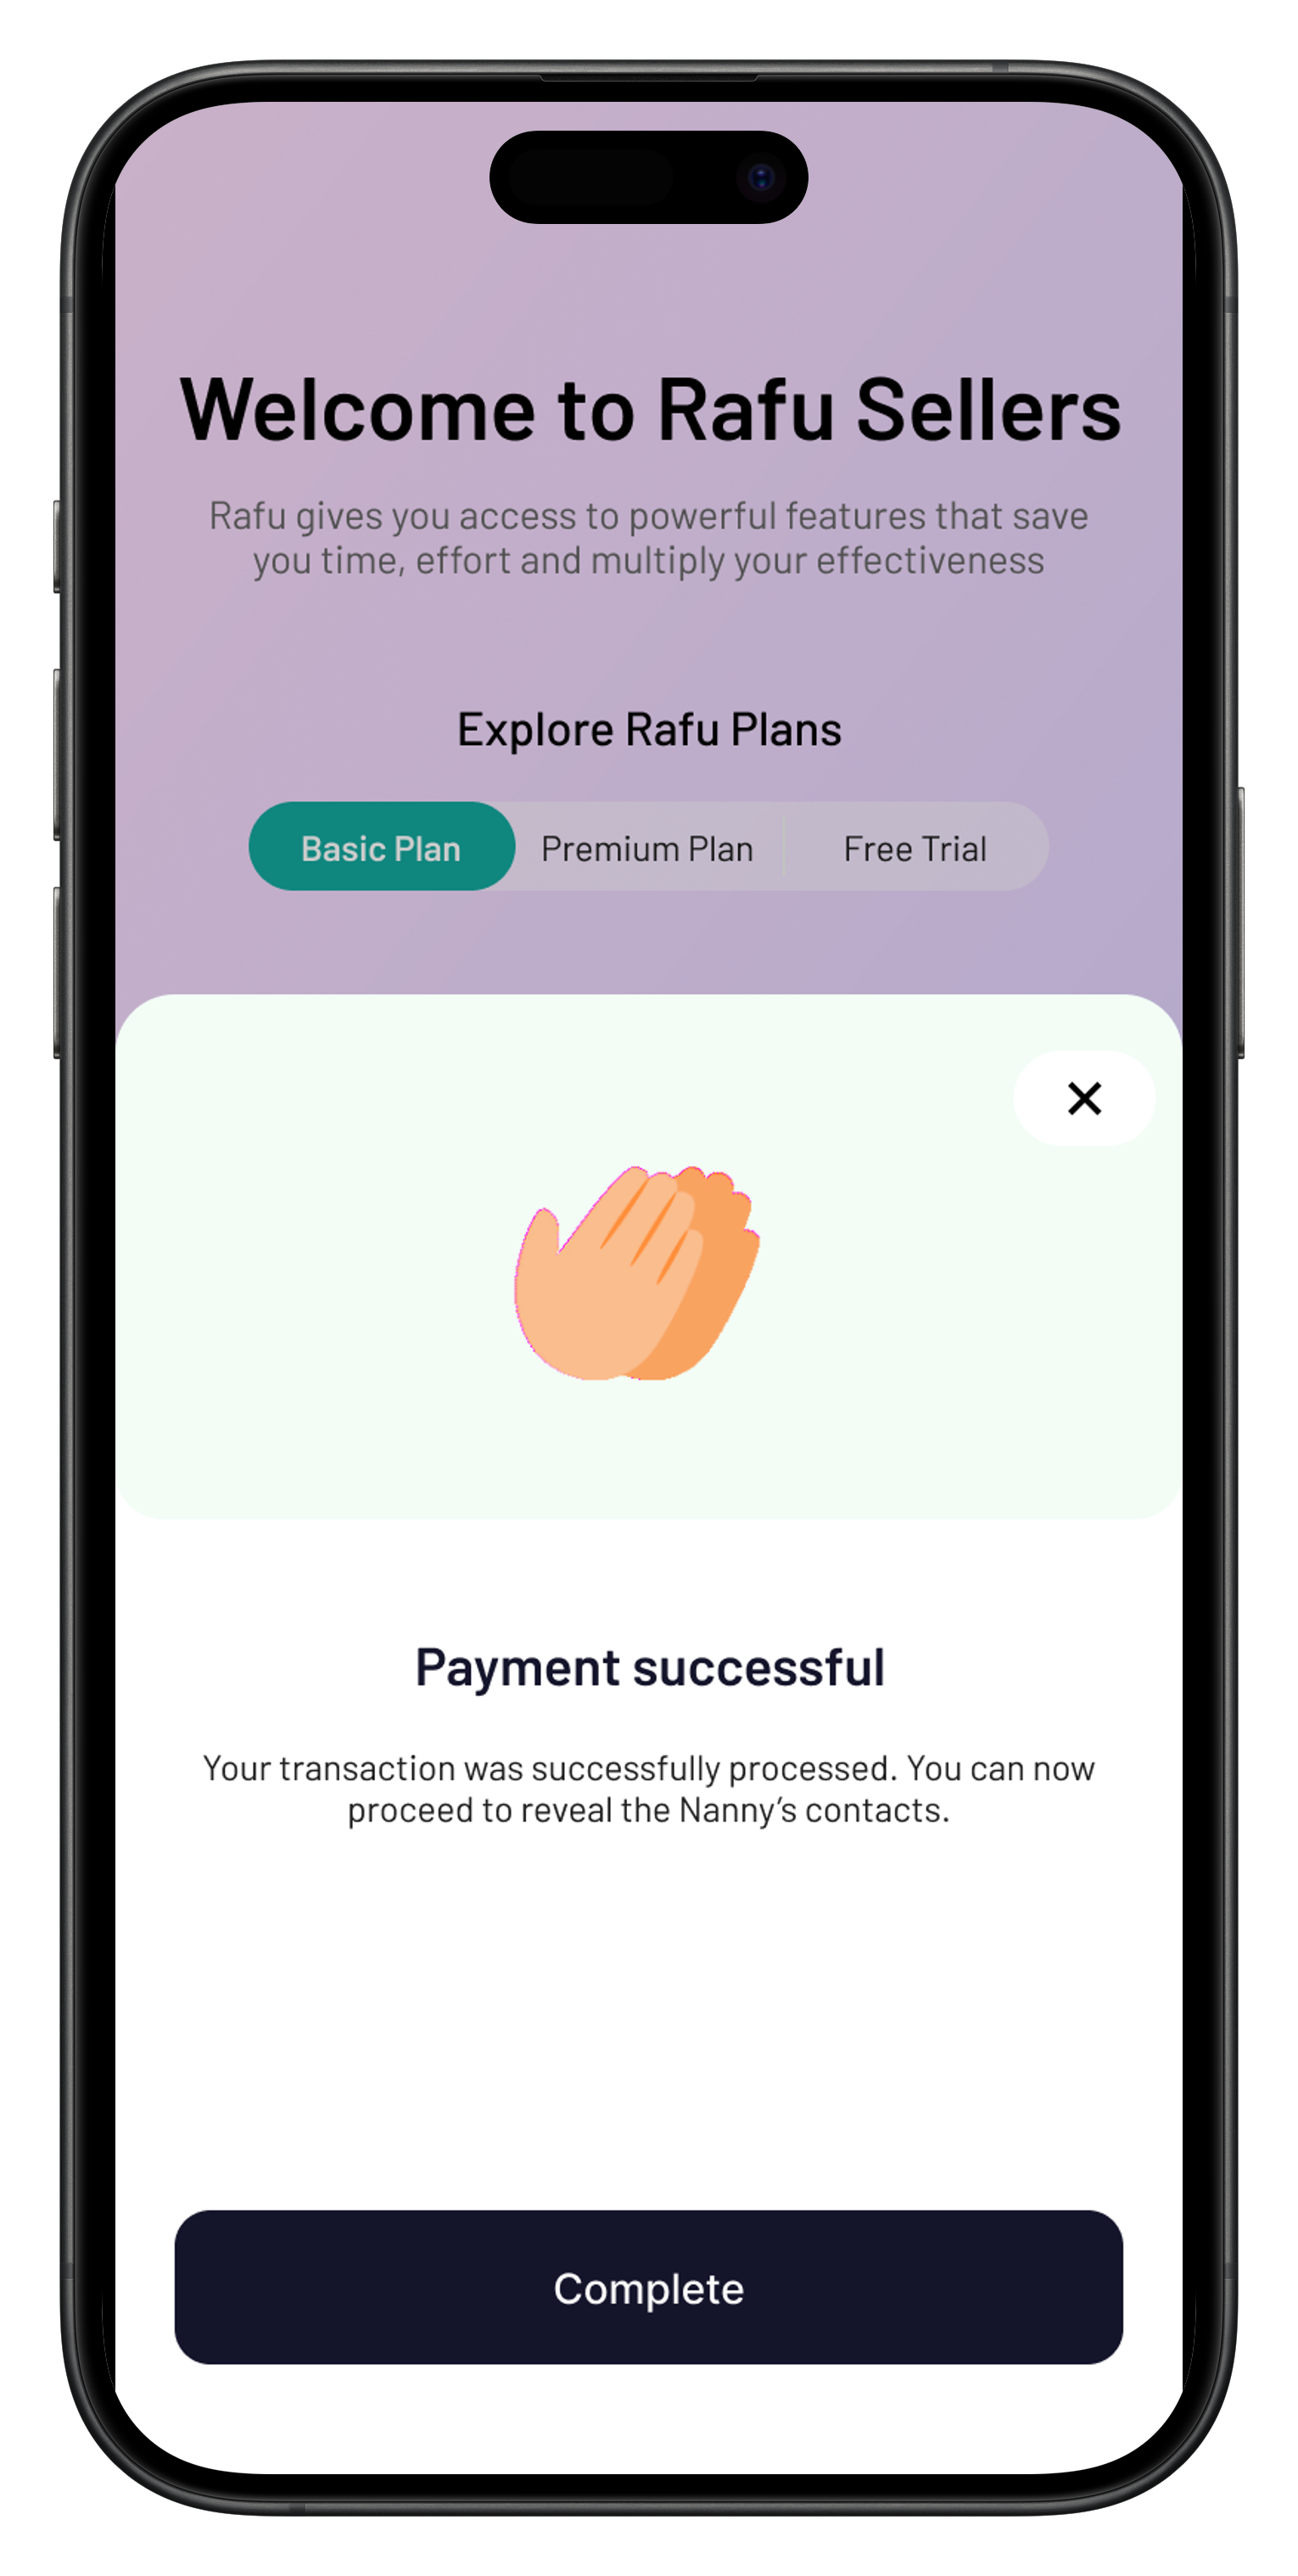 Welcome to Rafu Sellers
Rafu gives you access to powerful features that save
you time, effort and multiply your effectiveness
Explore Rafu Plans
Basic Plan
Premium Plan
Free Trial
Payment successful
Your transaction was successfully processed. You can now
proceed to reveal the Nanny’s contacts.
Complete